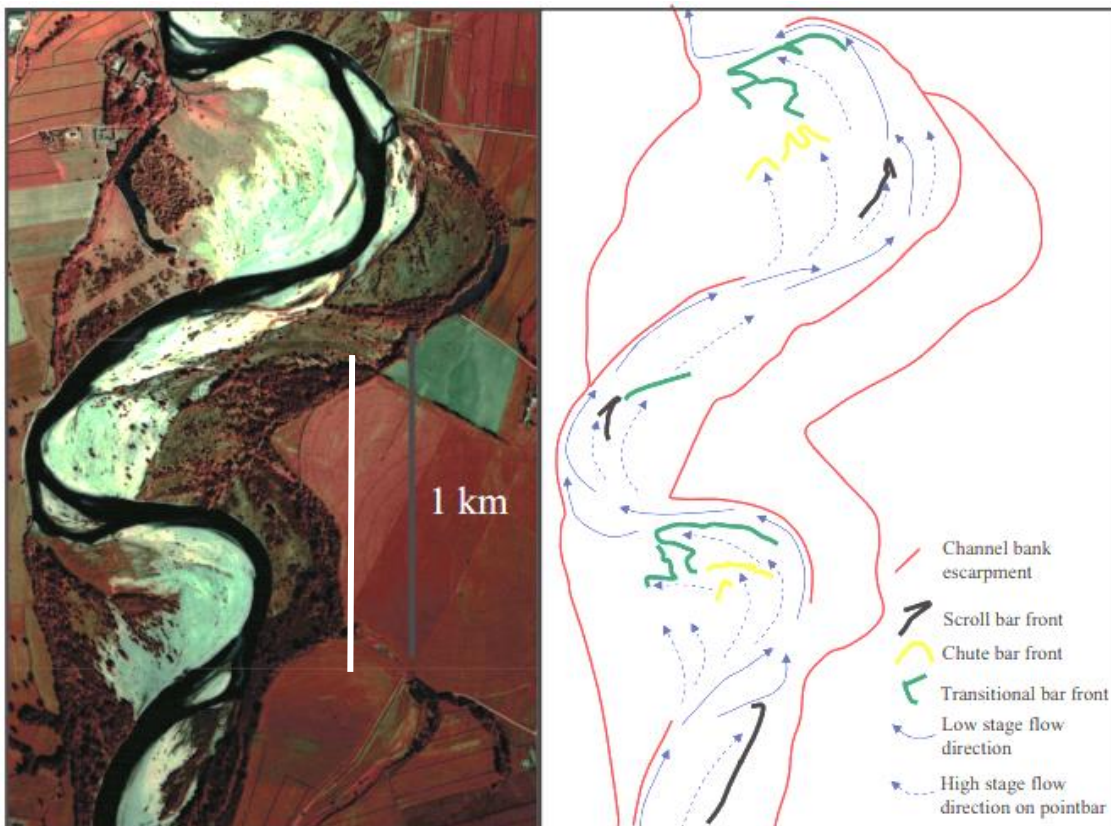 1 km
Channel bank
escarpment
Scroll bar front
Chute bar front
Transitional bar front
Low stage flow
direction
High stage flow
direction on pointbar